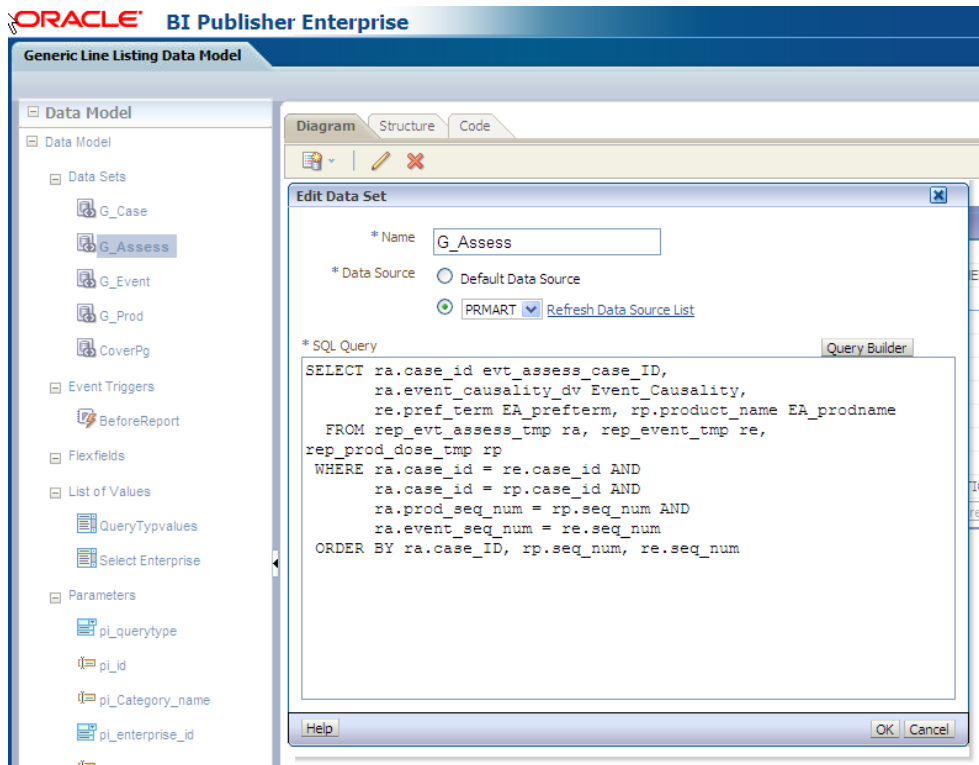 ORACLE BI Publisher Enterprise
Generic Line Listing Data Model
Data Model
Data Model
Data Sets
G_Case
G_Assess
G_Event
G_Prod
CoverPg
Event Triggers
BeforeReport
Flexfields
List of Values
QueryTypvalues
Select Enterprise
Parameters
pi_querytype
pi_id
pi_Category_name
pi_enterprise_id
Diagram Structure Code
Edit Data Set
* Name G_Assess
* Data Source Default Data Source
PRMART Refresh Data Source List
* SQL Query Query Builder
SELECT ra.case_id evt_assess_case_ID,
ra.event_causality_dv Event_Causality,
re.pref_term EA_prefterm, rp.product_name EA_prodname
FROM rep_evt_assess_tmp ra, rep_event_tmp re,
rep_prod_dose_tmp rp
WHERE ra.case_id = re.case_id AND
ra.case_id = rp.case_id AND
ra.prod_seq_num = rp.seq_num AND
ra.event_seq_num = re.seq_num
ORDER BY ra.case_ID, rp.seq_num, re.seq_num
Help OK Cancel